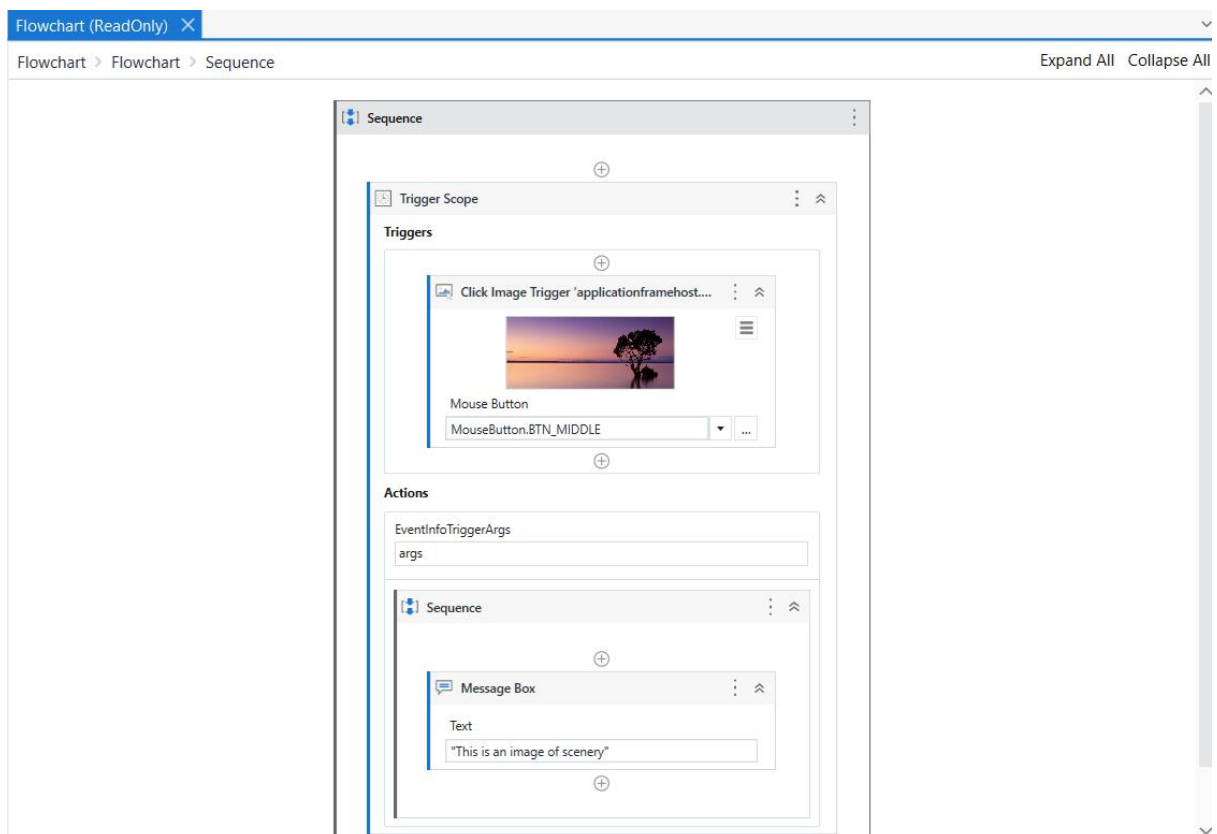 Flowchart (ReadOnly)
Flowchart > Flowchart > Sequence
Expand All Collapse All
Sequence
Trigger Scope
Triggers
Click Image Trigger 'applicationframehost....
Mouse Button
MouseButton.BTN_MIDDLE
...
Actions
EventInfoTriggerArgs
args
Sequence
Message Box
Text
"This is an image of scenery"